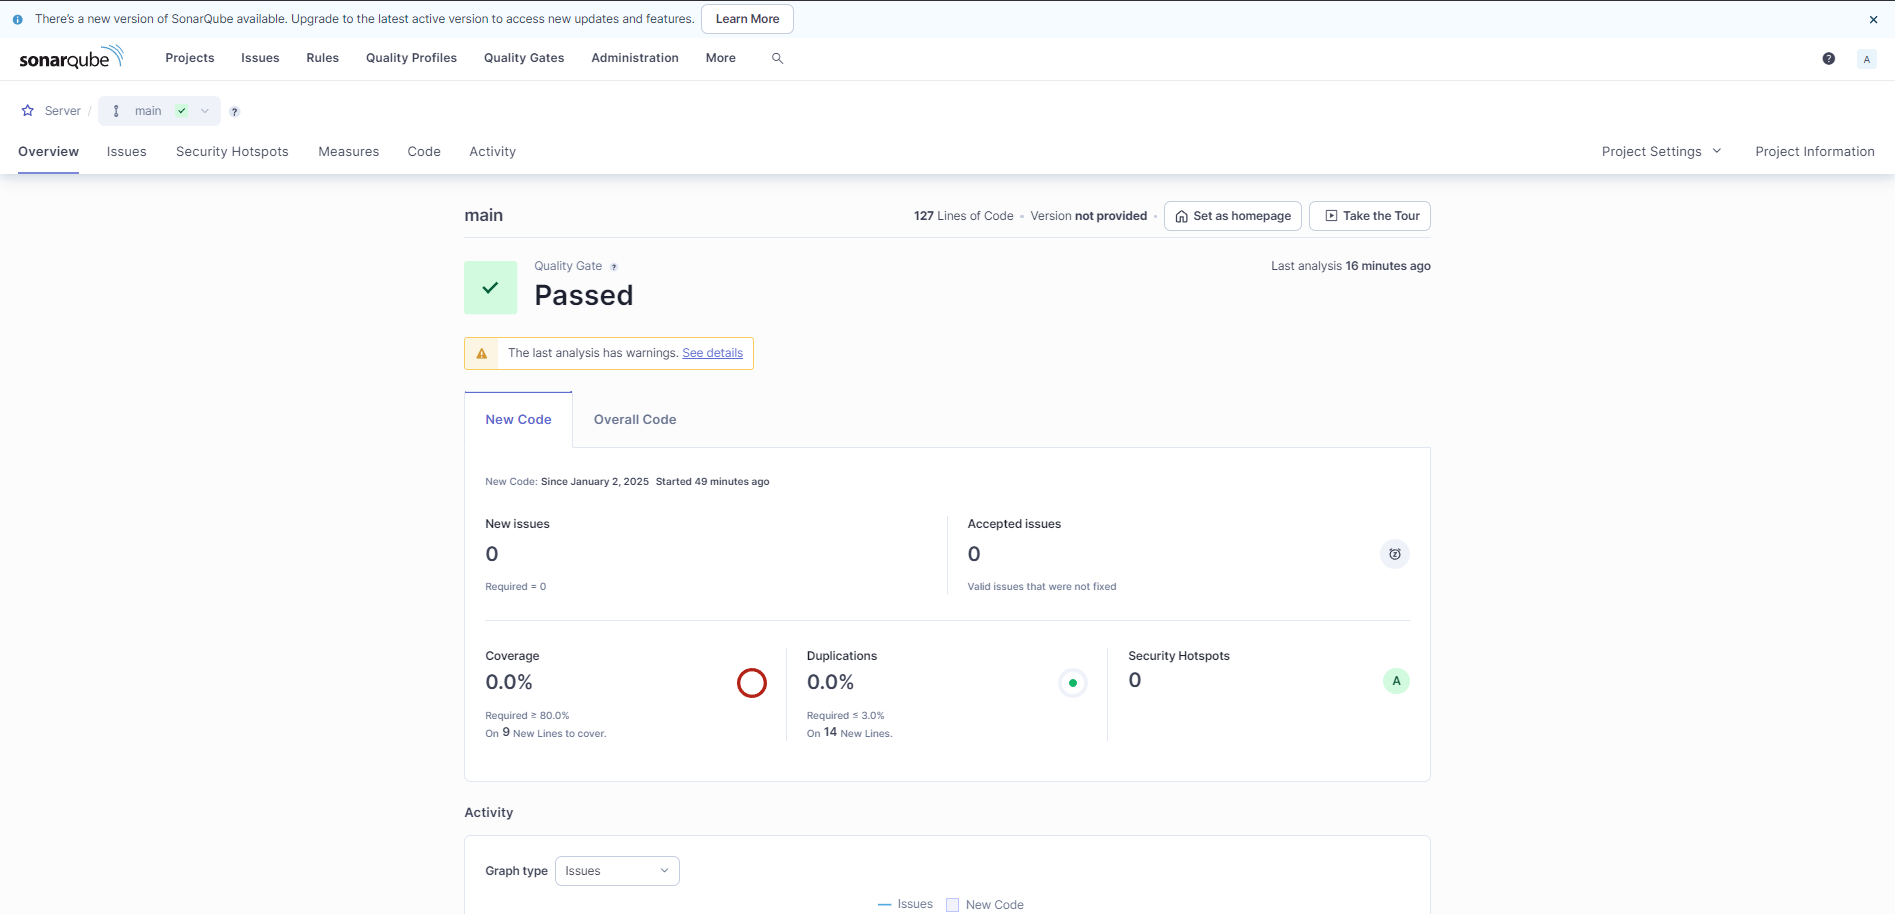 There's a new version of SonarQube available. Upgrade to the latest active version to access new updates and features. Learn More
sonarqube Projects Issues Rules Quality Profiles Quality Gates Administration More ? A
Server / main ?
Overview Issues Security Hotspots Measures Code Activity Project Settings Project Information
main 127 Lines of Code • Version not provided • Set as homepage Take the Tour
Quality Gate ? Last analysis 16 minutes ago
Passed
The last analysis has warnings. See details
New Code Overall Code
New Code: Since January 2, 2025 Started 49 minutes ago
New issues Accepted issues
0 0
Required = 0 Valid issues that were not fixed
Coverage Duplications Security Hotspots
0.0% 0.0% 0 A
Required ≥ 80.0% Required ≤ 3.0%
On 9 New Lines to cover. On 14 New Lines.
Activity
Graph type Issues
Issues New Code